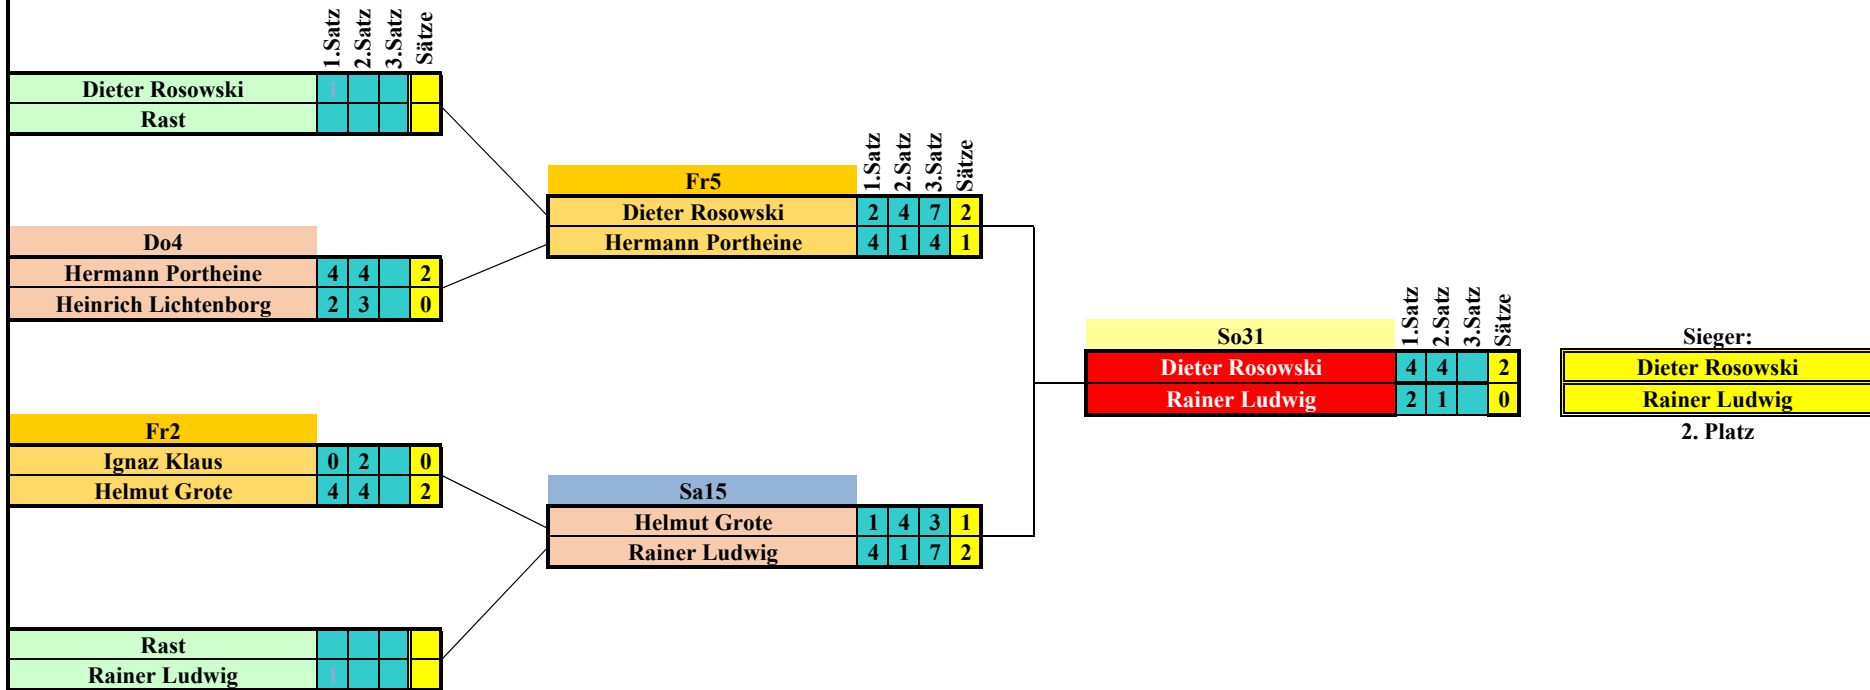 1.Satz 2.Satz 3.Satz Sätze
Dieter Rosowski 1
Rast
Do4
Hermann Portheine 4 4 2
Heinrich Lichtenborg 2 3 0
Fr2
Ignaz Klaus 0 2 0
Helmut Grote 4 4 2
Rast
Rainer Ludwig 1
1.Satz 2.Satz 3.Satz Sätze
Fr5
Dieter Rosowski 2 4 7 2
Hermann Portheine 4 1 4 1
Sa15
Helmut Grote 1 4 3 1
Rainer Ludwig 4 1 7 2
1.Satz 2.Satz 3.Satz Sätze
So31
Dieter Rosowski 4 4 2
Rainer Ludwig 2 1 0
Sieger:
Dieter Rosowski
Rainer Ludwig
2. Platz